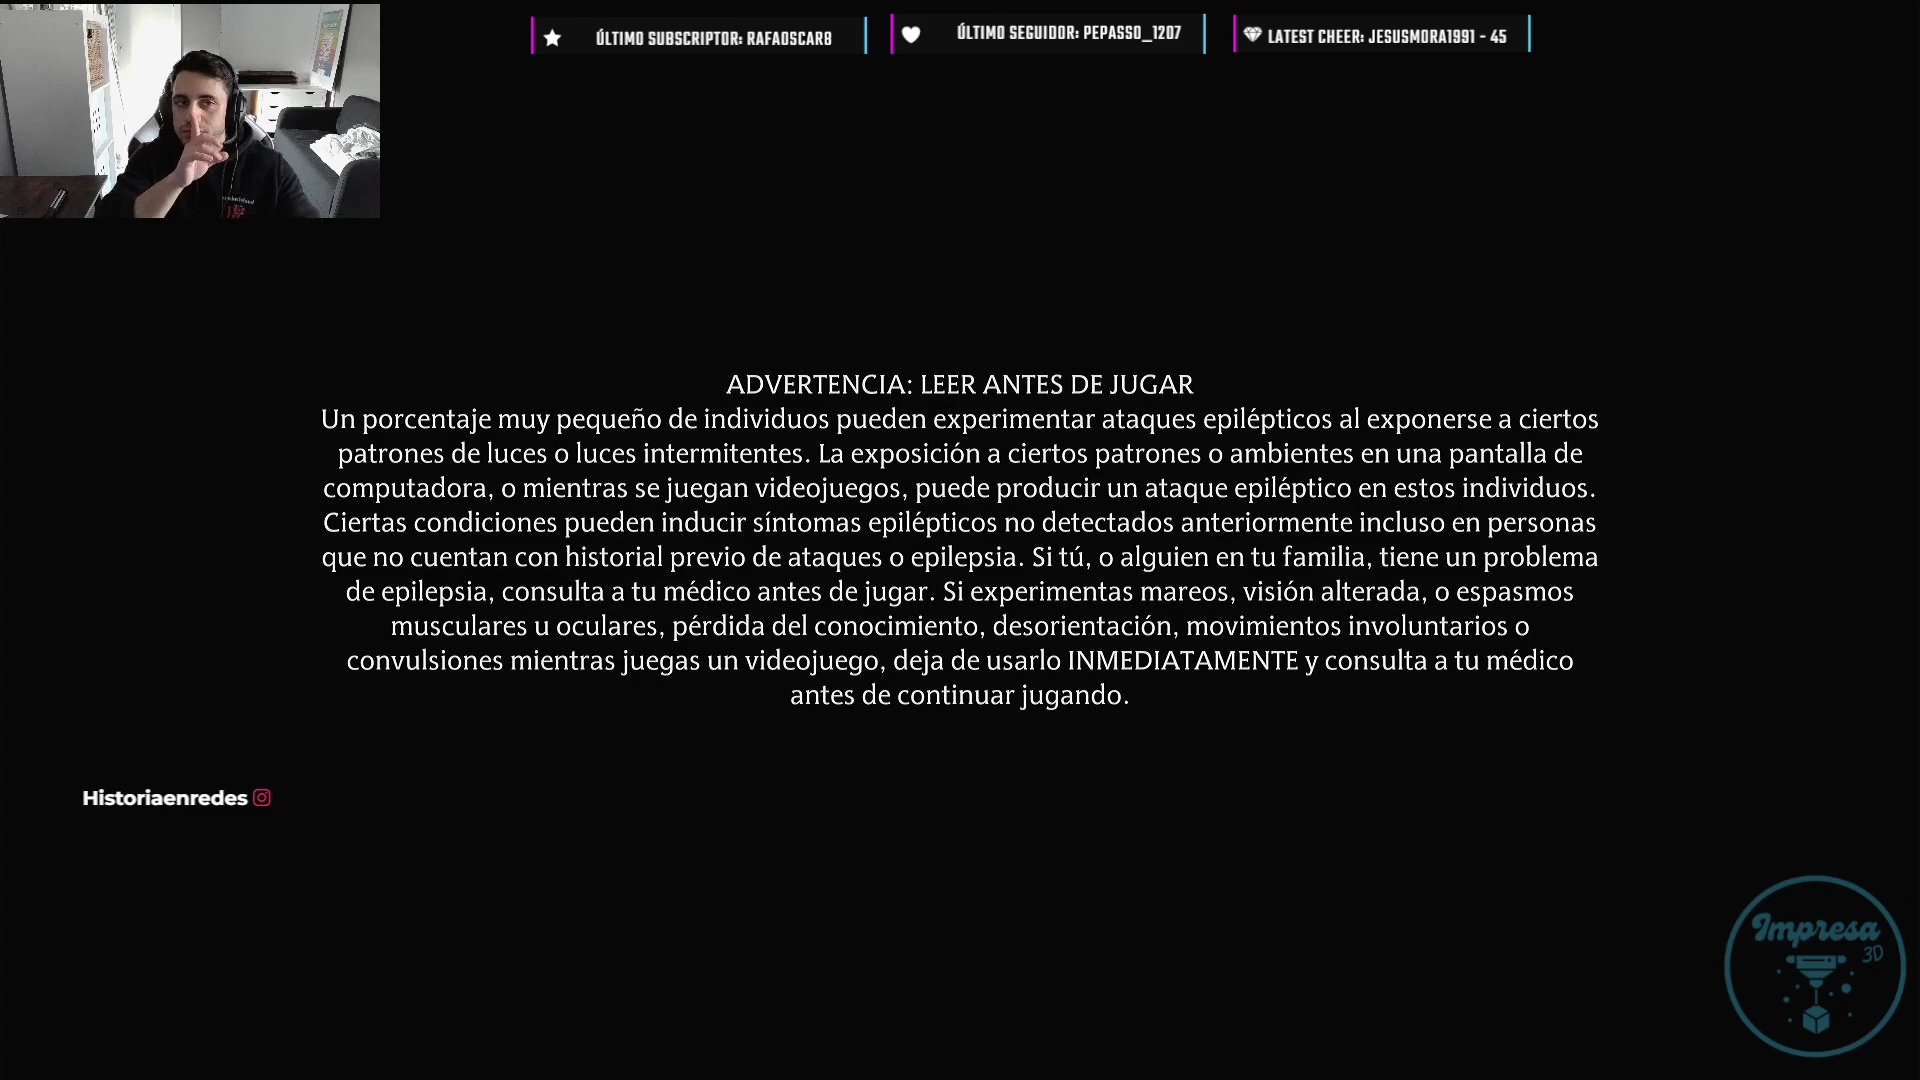 ÚLTIMO SUBSCRIPTOR: RAFAOSCAR8
ÚLTIMO SEGUIDOR: PEPASSO_1207
LATEST CHEER: JESUSMORA1991 - 45
ADVERTENCIA: LEER ANTES DE JUGAR
Un porcentaje muy pequeño de individuos pueden experimentar ataques epilépticos al exponerse a ciertos
patrones de luces o luces intermitentes. La exposición a ciertos patrones o ambientes en una pantalla de
computadora, o mientras se juegan videojuegos, puede producir un ataque epiléptico en estos individuos.
Ciertas condiciones pueden inducir síntomas epilépticos no detectados anteriormente incluso en personas
que no cuentan con historial previo de ataques o epilepsia. Si tú, o alguien en tu familia, tiene un problema
de epilepsia, consulta a tu médico antes de jugar. Si experimentas mareos, visión alterada, o espasmos
musculares u oculares, pérdida del conocimiento, desorientación, movimientos involuntarios o
convulsiones mientras juegas un videojuego, deja de usarlo INMEDIATAMENTE y consulta a tu médico
antes de continuar jugando.
Historiaenredes
Impresa
3D